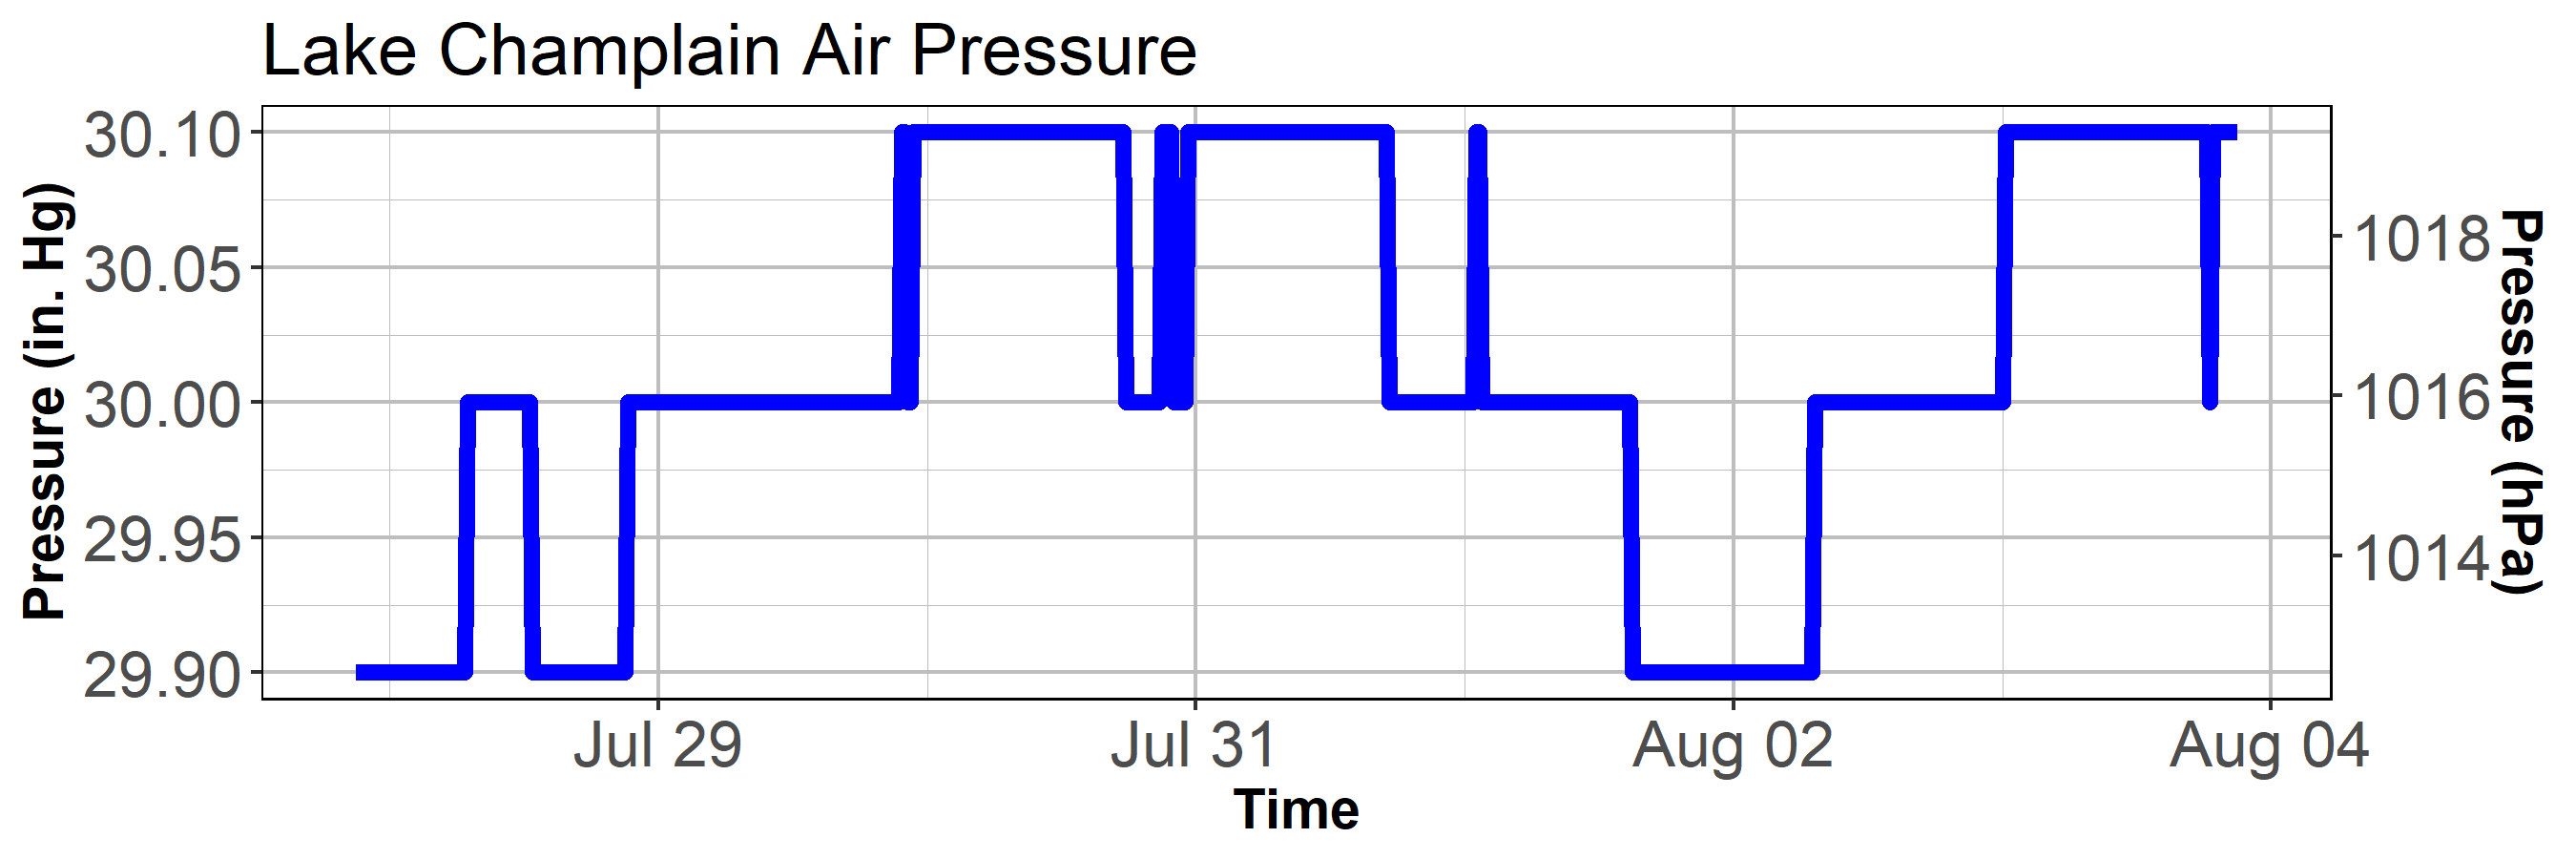 Lake Champlain Air Pressure
Pressure (in. Hg)
30.10
30.05
30.00
29.95
29.90
1018
1016
1014
Pressure (hPa)
Jul 29
Jul 31
Aug 02
Aug 04
Time